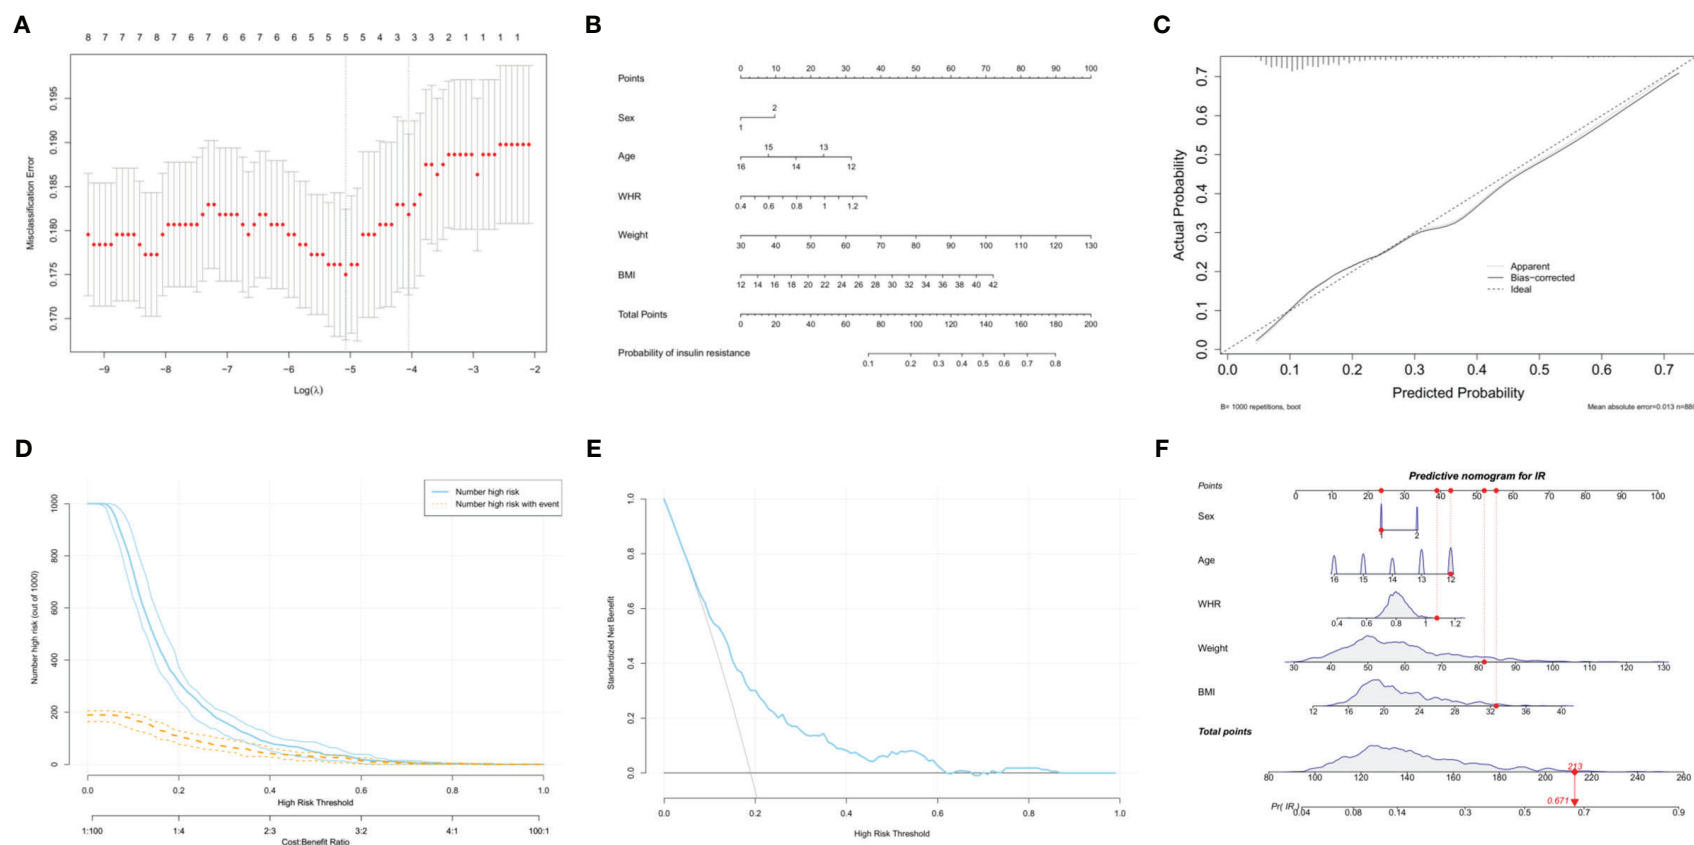 A
8 7 7 7 8 7 6 7 6 6 7 6 6 5 5 5 5 4 3 3 3 2 1 1 1 1
Misclassification Error
0.195
0.190
0.185
0.180
0.175
0.170
−9 −8 −7 −6 −5 −4 −3 −2
Log(λ)
B
Points
0 10 20 30 40 50 60 70 80 90 100
Sex
2
1
Age
15 13
16 14 12
WHR
0.4 0.6 0.8 1 1.2
Weight
30 40 50 60 70 80 90 100 110 120 130
BMI
12 14 16 18 20 22 24 26 28 30 32 34 36 38 40 42
Total Points
0 20 40 60 80 100 120 140 160 180 200
Probability of insulin resistance
0.1 0.2 0.3 0.4 0.5 0.6 0.7 0.8
C
Actual Probability
0.7
0.6
0.5
0.4
0.3
0.2
0.1
0.0
Apparent
Bias−corrected
Ideal
0.0 0.1 0.2 0.3 0.4 0.5 0.6 0.7
Predicted Probability
B= 1000 repetitions, boot
Mean absolute error=0.013 n=880
D
Number high risk (out of 1000)
1000
800
600
400
200
0
Number high risk
Number high risk with event
0.0 0.2 0.4 0.6 0.8 1.0
High Risk Threshold
1:100 1:4 2:3 3:2 4:1 100:1
Cost:Benefit Ratio
E
Standardized Net Benefit
1.0
0.8
0.6
0.4
0.2
0.0
0.0 0.2 0.4 0.6 0.8 1.0
High Risk Threshold
F
Predictive nomogram for IR
Points
0 10 20 30 40 50 60 70 80 90 100
Sex
1 2
Age
16 15 14 13 12
WHR
0.4 0.6 0.8 1 1.2
Weight
30 40 50 60 70 80 90 100 110 120 130
BMI
12 16 20 24 28 32 36 40
Total points
213
80 100 120 140 160 180 200 220 240 260
0.671
Pr( IR )
0.04 0.08 0.14 0.3 0.5 0.7 0.9